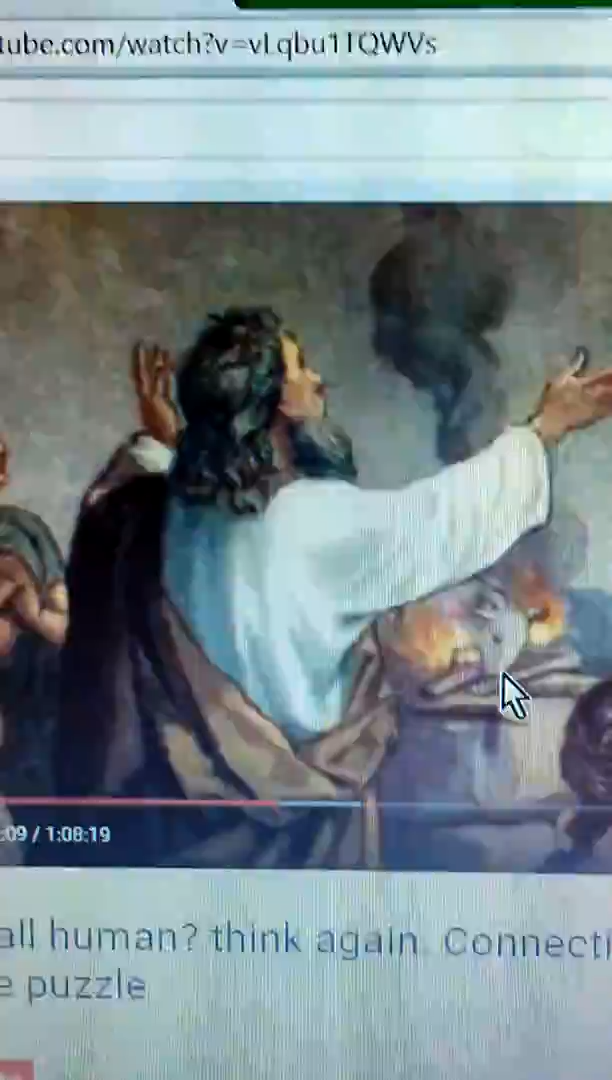 tube.com/watch?v=vLqbu1TQWVs
:09 / 1:08:19
all human? think again. Connecti
e puzzle